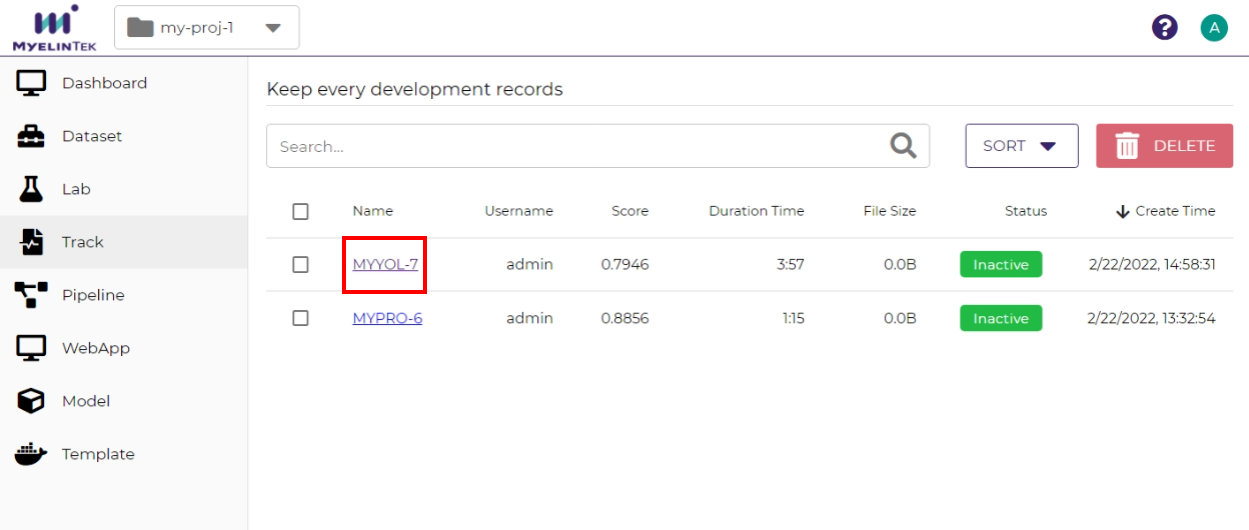 MYELINTEK
my-proj-1
?
A
Dashboard
Dataset
Lab
Track
Pipeline
WebApp
Model
Template
Keep every development records
Search...
SORT
DELETE
Name Username Score Duration Time File Size Status Create Time
MYYOL-7 admin 0.7946 3:57 0.0B Inactive 2/22/2022, 14:58:31
MYPRO-6 admin 0.8856 1:15 0.0B Inactive 2/22/2022, 13:32:54